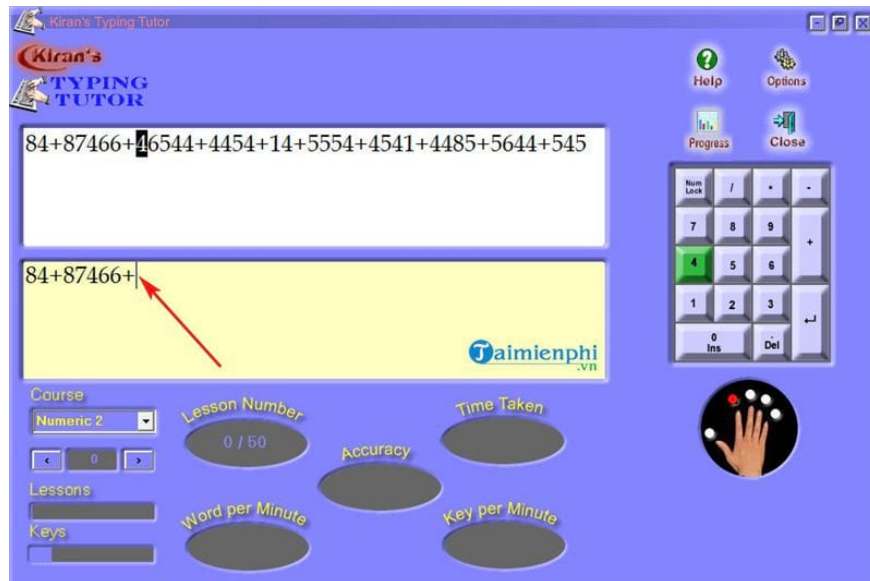 Kiran's Typing Tutor
Kiran's
TYPING
TUTOR
Help
Options
Progress
Close
84+87466+46544+4454+14+5554+4541+4485+5644+545
84+87466+
Taimienphi
.vn
Num
Lock
/
*
-
7
8
9
+
4
5
6
1
2
3
0
Ins
.
Del
Course
Numeric 2
< 0 >
Lessons
Keys
Lesson Number
0 / 50
Time Taken
Accuracy
Word per Minute
Key per Minute